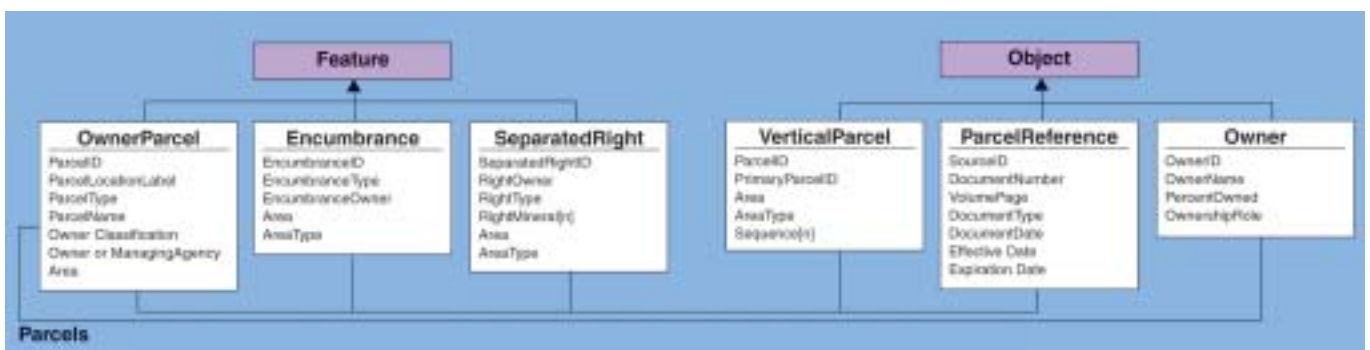 Feature
Object
OwnerParcel
ParcelID
ParcelLocationLabel
ParcelType
ParcelName
Owner Classification
Owner or ManagingAgency
Area
Encumbrance
EncumbranceID
EncumbranceType
EncumbranceOwner
Area
AreaType
SeparatedRight
SeparatedRightID
RightOwner
RightType
RightMineral[n]
Area
AreaType
VerticalParcel
ParcelID
PrimaryParcelID
Area
AreaType
Sequence[n]
ParcelReference
SourceID
DocumentNumber
VolumePage
DocumentType
DocumentDate
Effective Date
Expiration Date
Owner
OwnerID
OwnerName
PercentOwned
OwnershipRole
Parcels